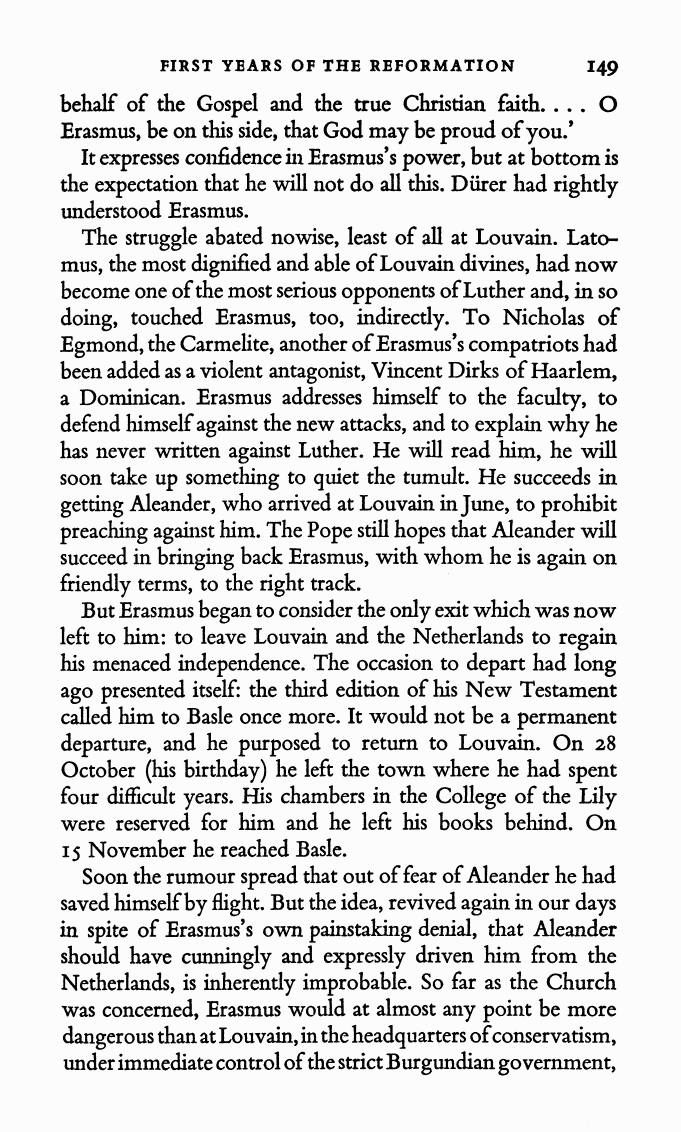 FIRST YEARS OF THE REFORMATION 149
behalf of the Gospel and the true Christian faith. . . . O
Erasmus, be on this side, that God may be proud of you.’
It expresses confidence in Erasmus’s power, but at bottom is
the expectation that he will not do all this. Dürer had rightly
understood Erasmus.
The struggle abated nowise, least of all at Louvain. Lato-
mus, the most dignified and able of Louvain divines, had now
become one of the most serious opponents of Luther and, in so
doing, touched Erasmus, too, indirectly. To Nicholas of
Egmond, the Carmelite, another of Erasmus’s compatriots had
been added as a violent antagonist, Vincent Dirks of Haarlem,
a Dominican. Erasmus addresses himself to the faculty, to
defend himself against the new attacks, and to explain why he
has never written against Luther. He will read him, he will
soon take up something to quiet the tumult. He succeeds in
getting Aleander, who arrived at Louvain in June, to prohibit
preaching against him. The Pope still hopes that Aleander will
succeed in bringing back Erasmus, with whom he is again on
friendly terms, to the right track.
But Erasmus began to consider the only exit which was now
left to him: to leave Louvain and the Netherlands to regain
his menaced independence. The occasion to depart had long
ago presented itself: the third edition of his New Testament
called him to Basle once more. It would not be a permanent
departure, and he purposed to return to Louvain. On 28
October (his birthday) he left the town where he had spent
four difficult years. His chambers in the College of the Lily
were reserved for him and he left his books behind. On
15 November he reached Basle.
Soon the rumour spread that out of fear of Aleander he had
saved himself by flight. But the idea, revived again in our days
in spite of Erasmus’s own painstaking denial, that Aleander
should have cunningly and expressly driven him from the
Netherlands, is inherently improbable. So far as the Church
was concerned, Erasmus would at almost any point be more
dangerous than at Louvain, in the headquarters of conservatism,
under immediate control of the strict Burgundian government,